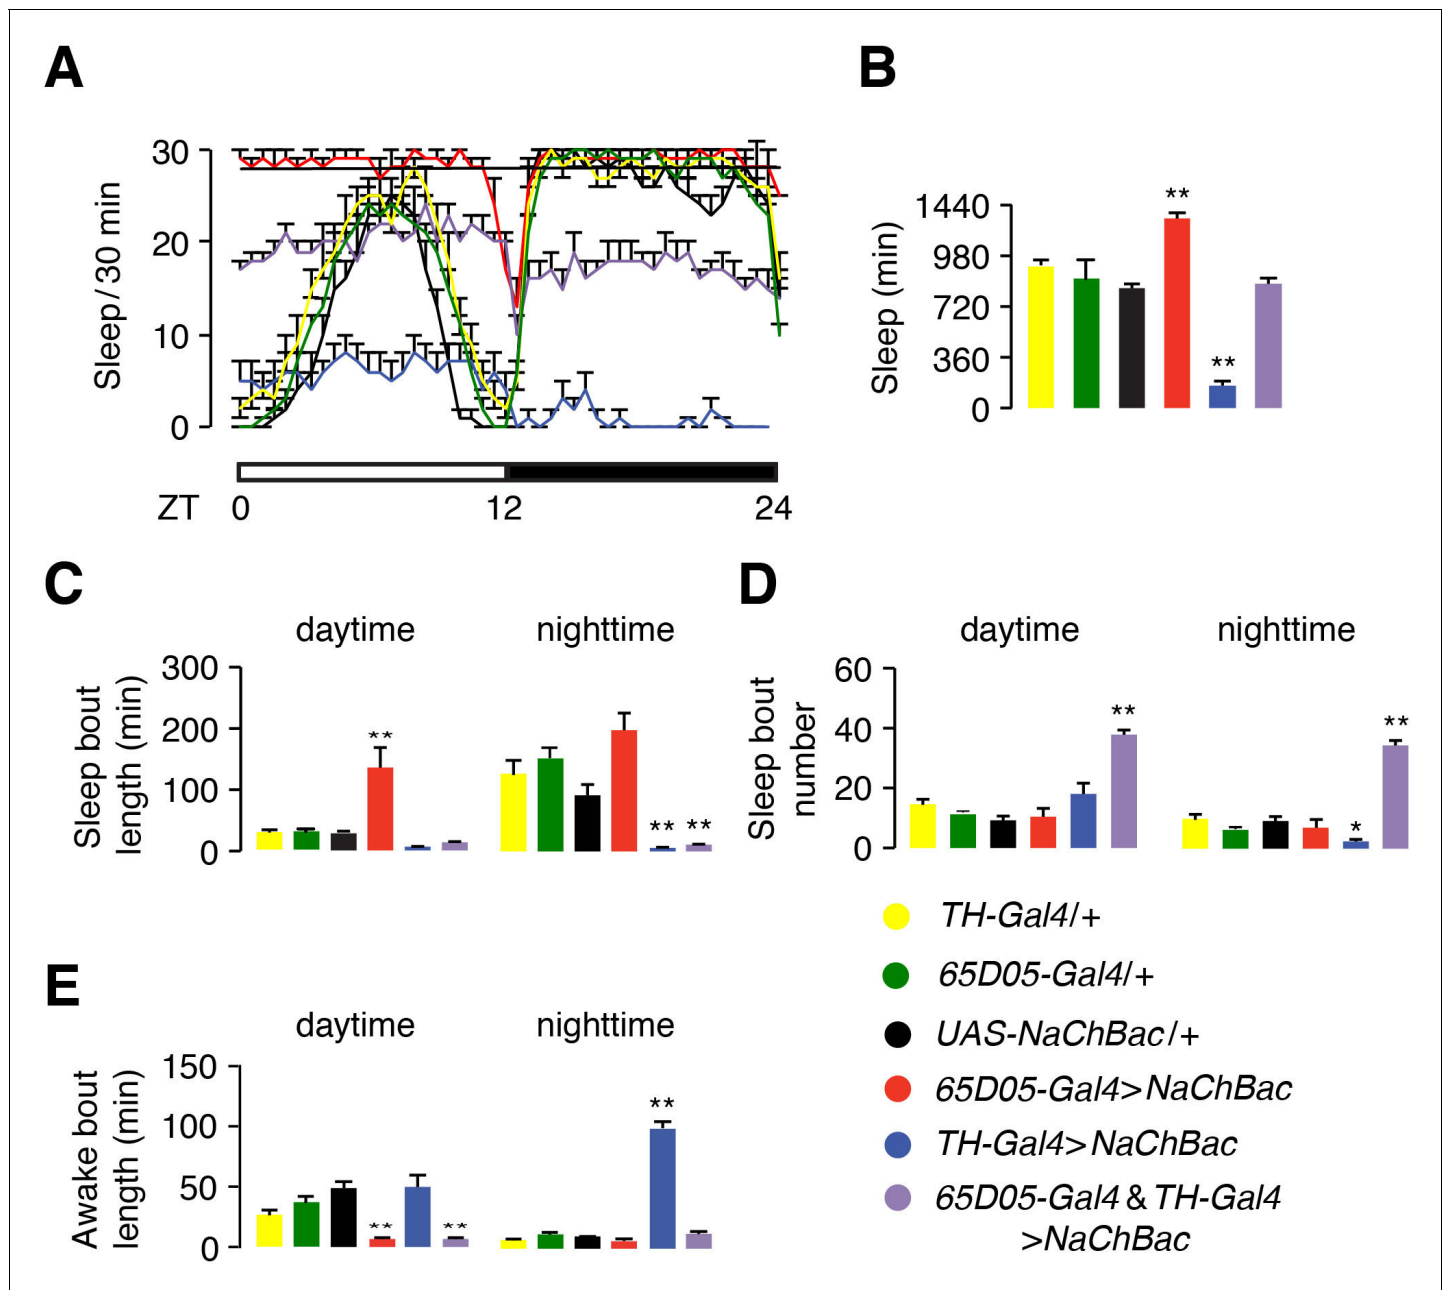 A
B
30
20
10
0
Sleep/30 min
ZT
0
12
24
1440
980
720
360
0
Sleep (min)
**
**
C
daytime
nighttime
300
200
100
0
Sleep bout
length (min)
**
**
**
D
daytime
nighttime
60
40
20
0
Sleep bout
number
**
*
**
TH-Gal4/+
65D05-Gal4/+
UAS-NaChBac/+
65D05-Gal4>NaChBac
TH-Gal4>NaChBac
65D05-Gal4 & TH-Gal4
>NaChBac
E
daytime
nighttime
150
100
50
0
Awake bout
length (min)
**
**
**